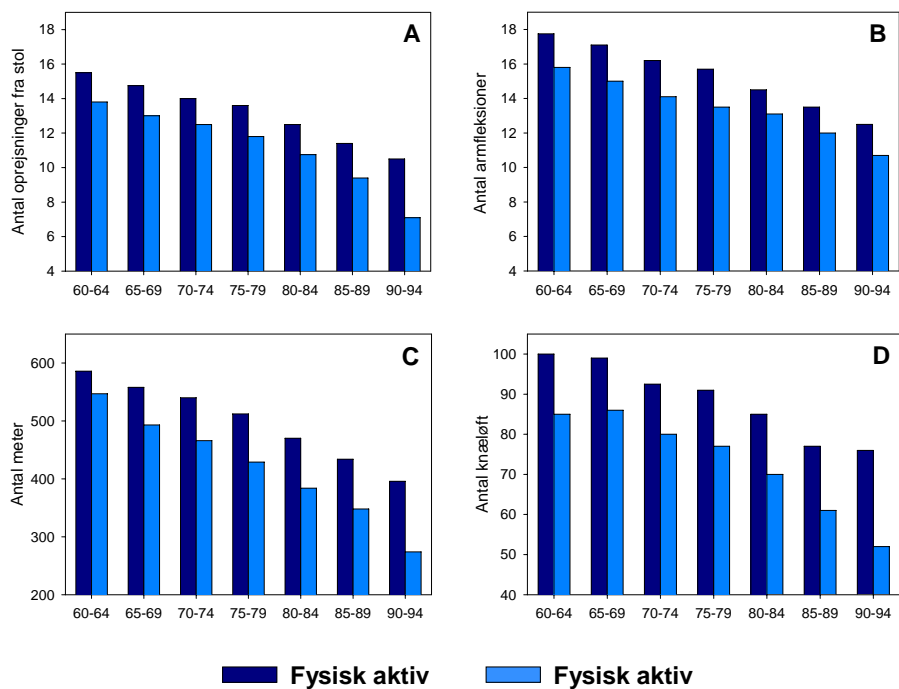 A
Antal oprejsninger fra stol
18
16
14
12
10
8
6
4
60-64 65-69 70-74 75-79 80-84 85-89 90-94
B
Antal armfleksioner
18
16
14
12
10
8
6
4
60-64 65-69 70-74 75-79 80-84 85-89 90-94
C
Antal meter
600
500
400
300
200
60-64 65-69 70-74 75-79 80-84 85-89 90-94
D
Antal knæløft
100
90
80
70
60
50
40
60-64 65-69 70-74 75-79 80-84 85-89 90-94
Fysisk aktiv Fysisk aktiv